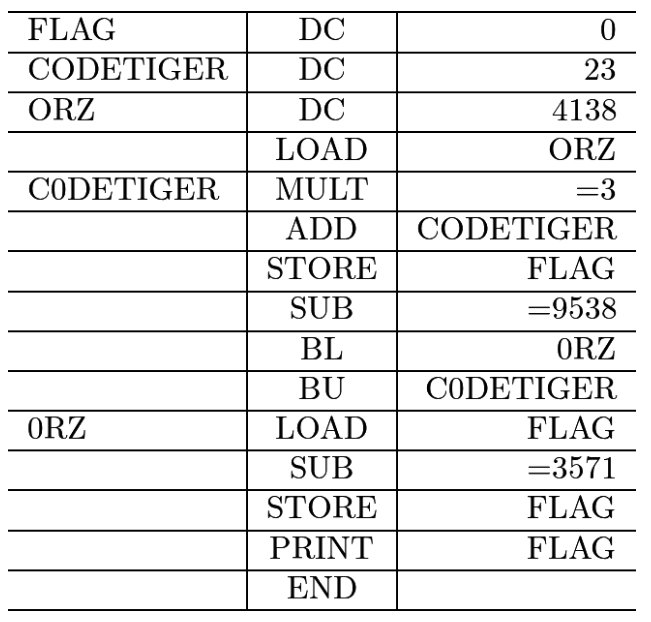 FLAG DC 0
CODETIGER DC 23
ORZ DC 4138
LOAD ORZ
C0DETIGER MULT =3
ADD CODETIGER
STORE FLAG
SUB =9538
BL 0RZ
BU C0DETIGER
0RZ LOAD FLAG
SUB =3571
STORE FLAG
PRINT FLAG
END